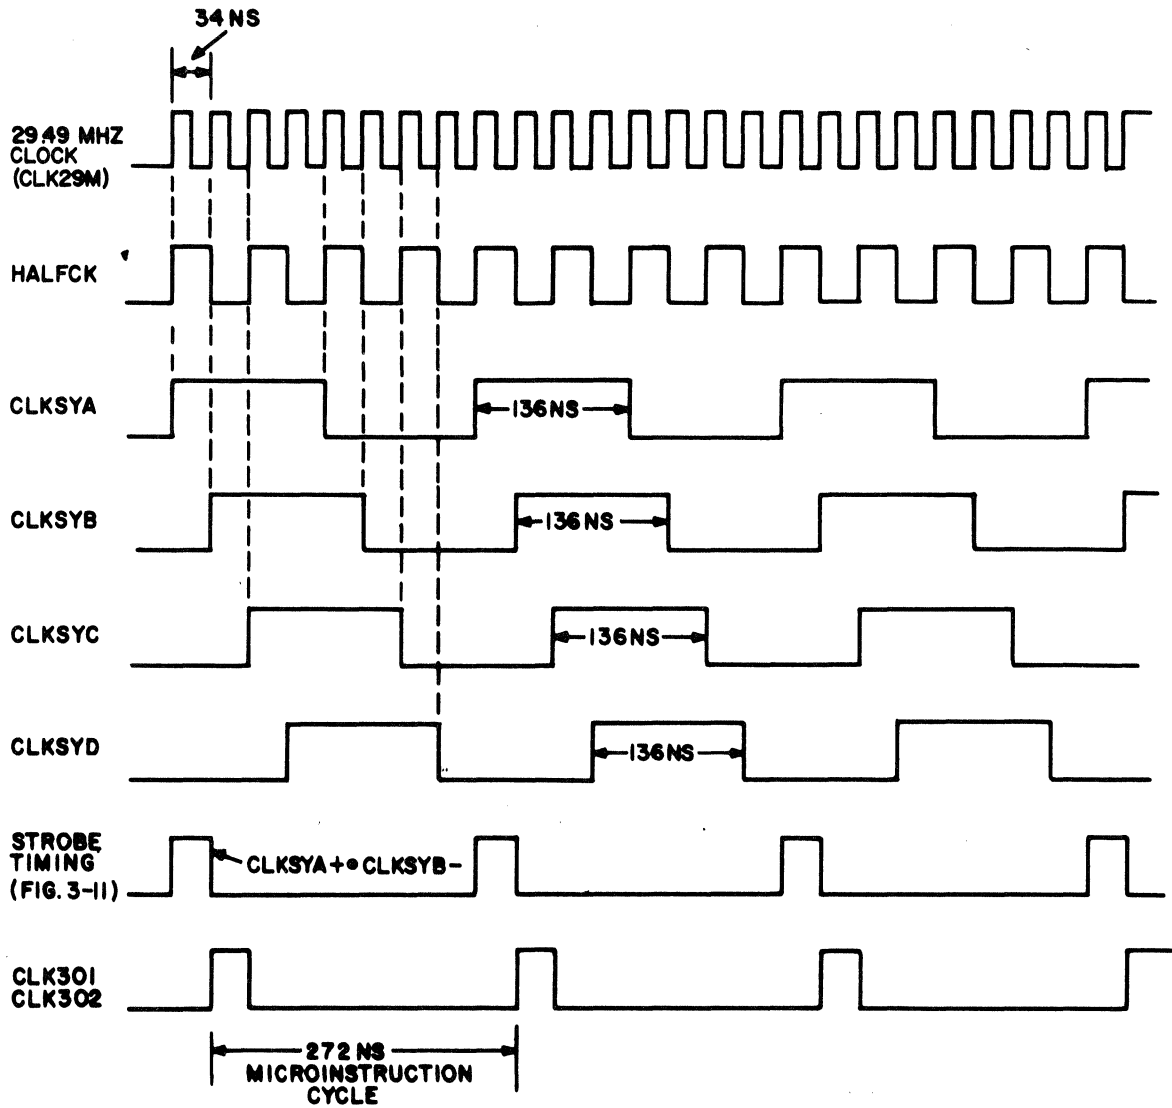 34 NS
29.49 MHZ
CLOCK
(CLK29M)
HALFCK
CLKSYA
136NS
CLKSYB
136NS
CLKSYC
136NS
CLKSYD
136NS
STROBE
TIMING
(FIG. 3-11)
CLKSYA+•CLKSYB-
CLK301
CLK302
272 NS
MICROINSTRUCTION
CYCLE